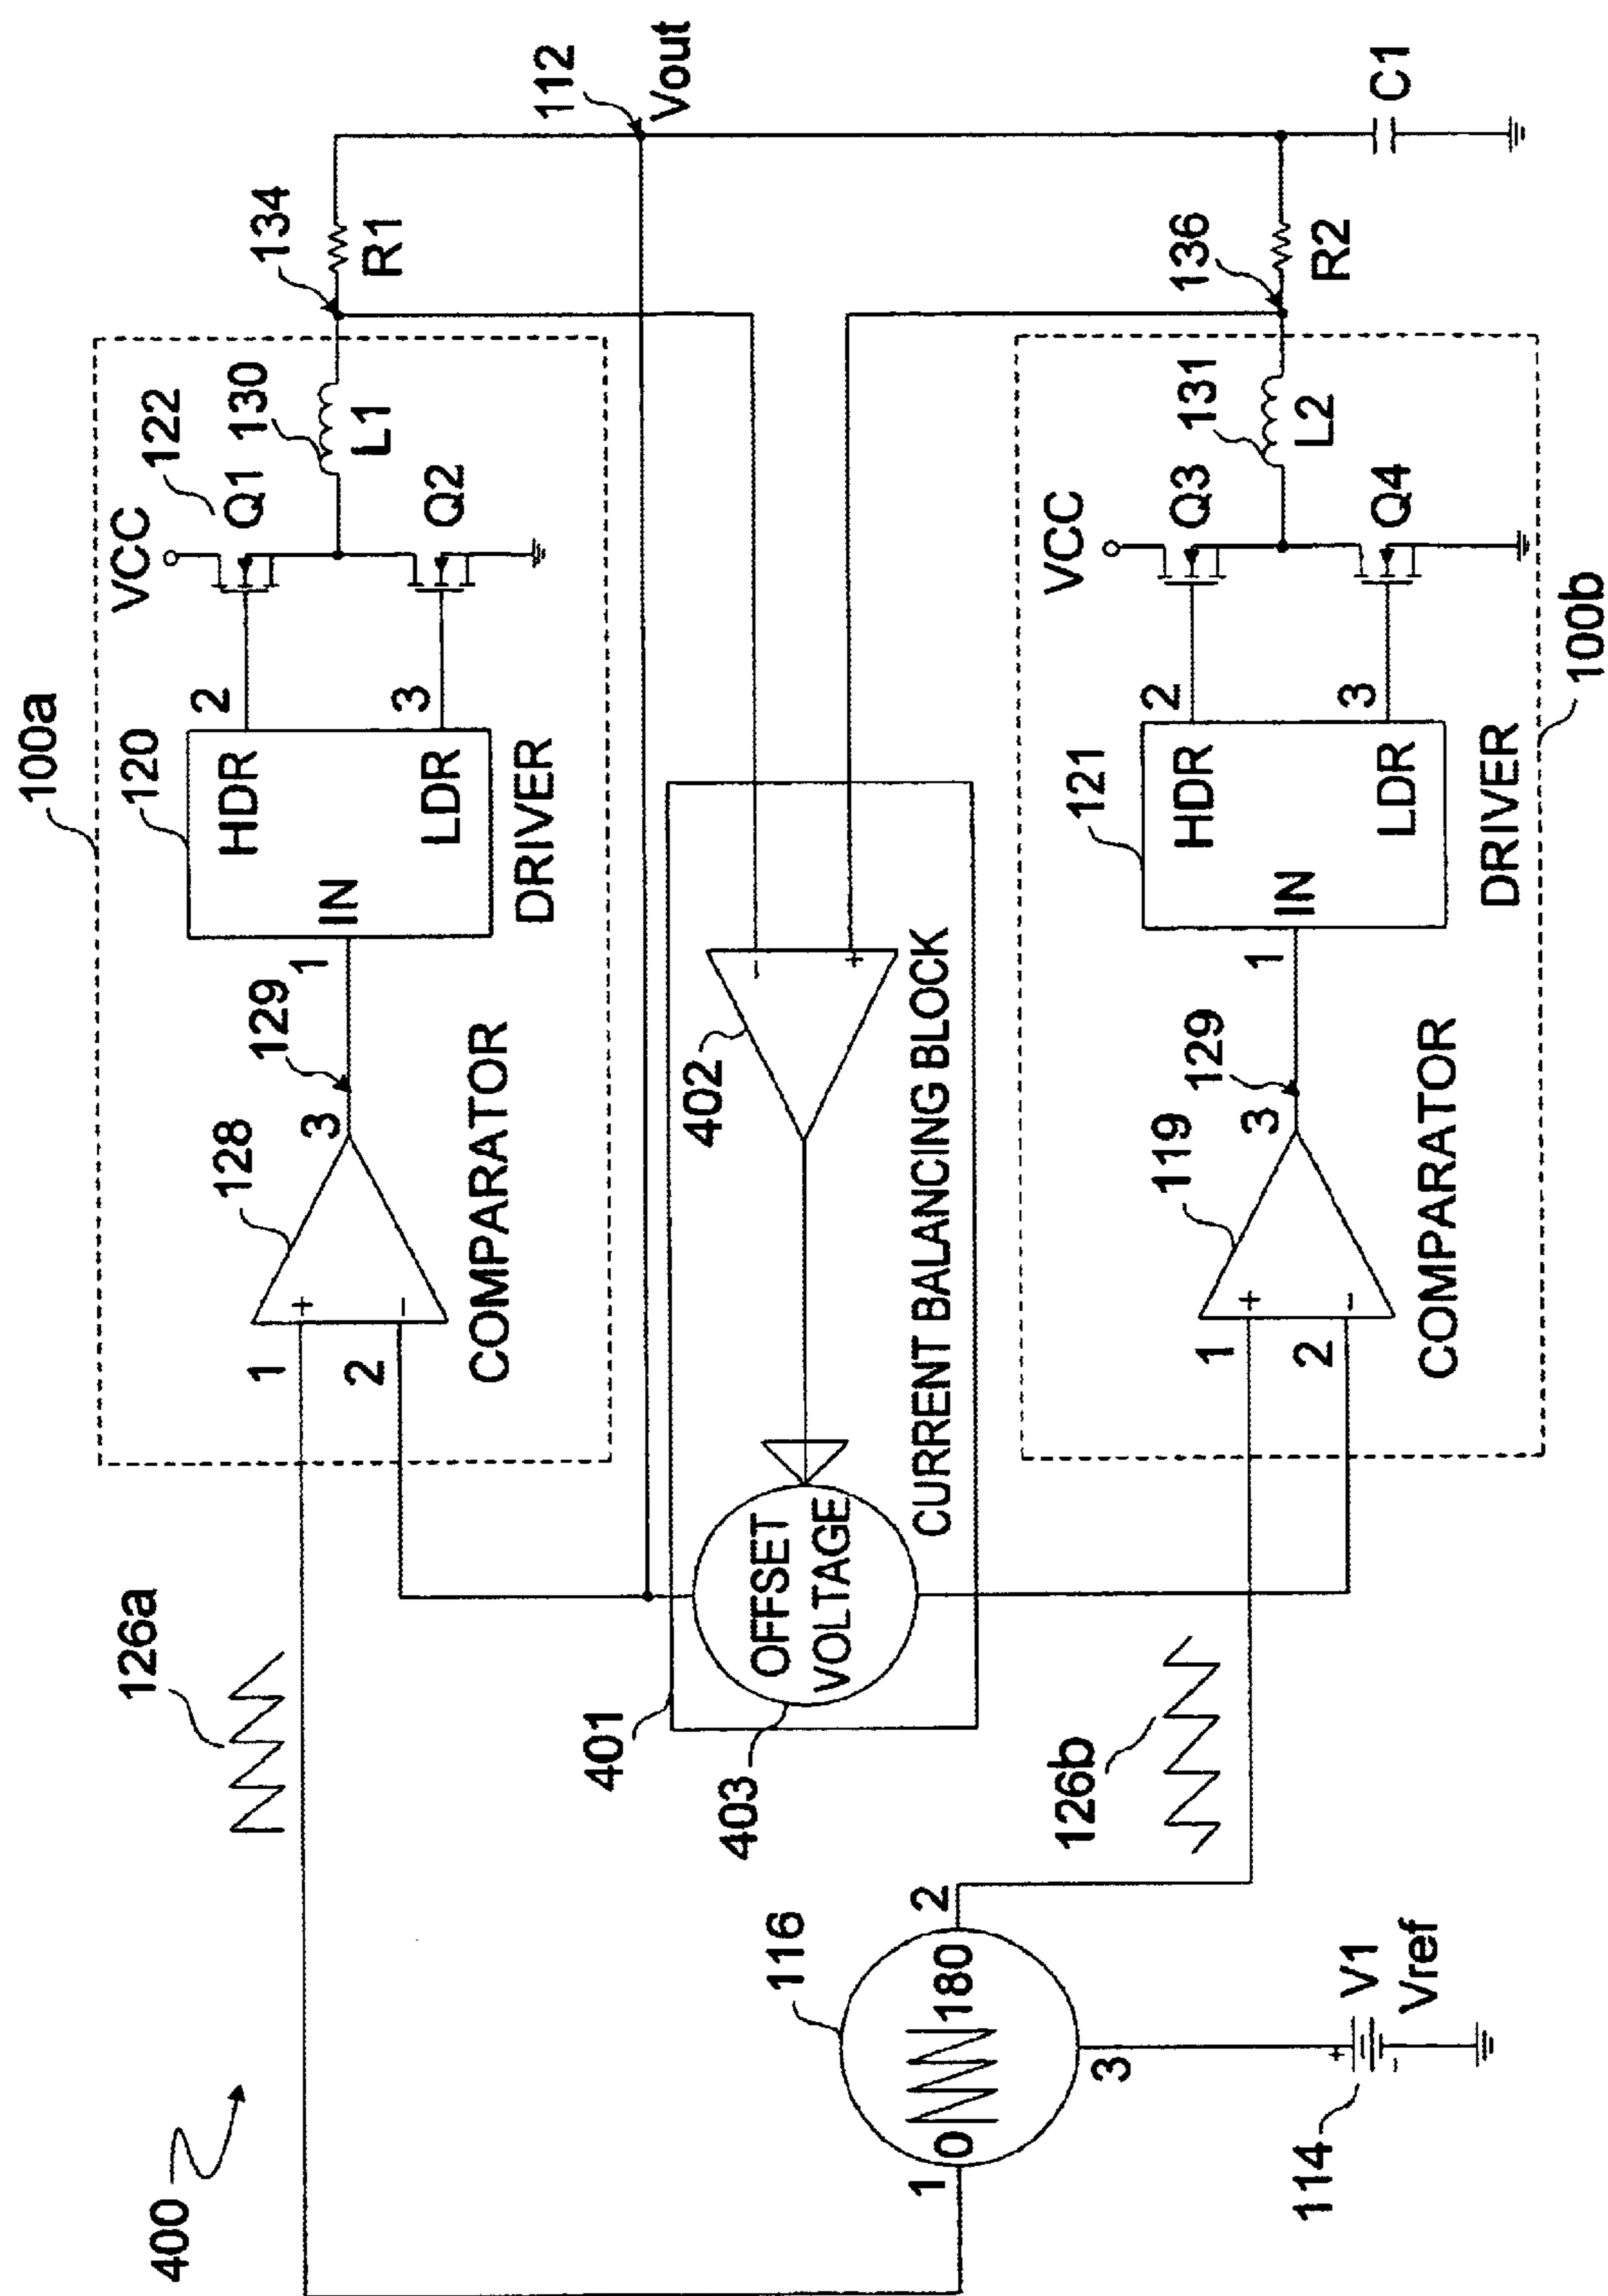 400
100a
122
VCC
Q1
Q2
120
HDR
2
IN
LDR
3
DRIVER
130
L1
134
R1
112
Vout
128
1
2
3
129
1
COMPARATOR
126a
401
OFFSET
VOLTAGE
403
402
CURRENT BALANCING BLOCK
126b
116
1
0
180
2
3
114
V1
Vref
119
1
2
3
129
1
COMPARATOR
121
HDR
2
IN
LDR
3
DRIVER
VCC
Q3
Q4
131
L2
136
R2
C1
100b